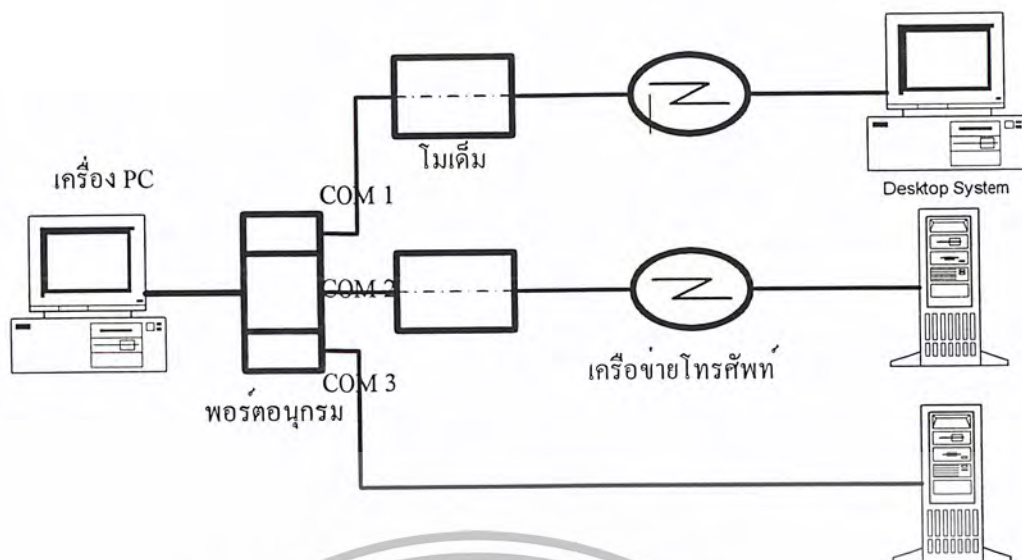 โมเด็ม
เครื่อง PC
COM 1
Desktop System
COM 2
เครือข่ายโทรศัพท์
COM 3
พอร์ตอนุกรม